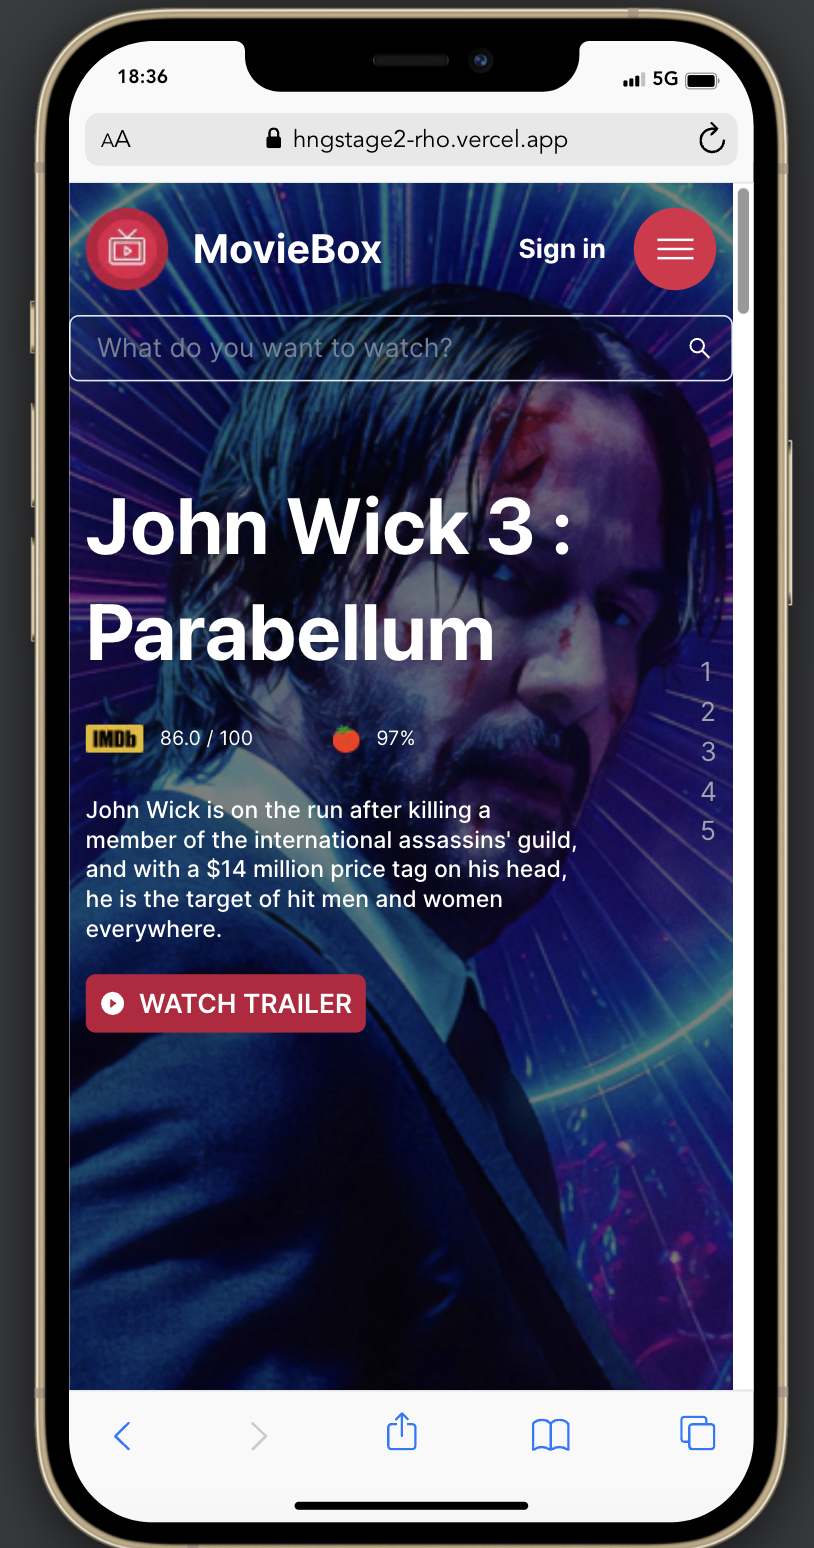 18:36
5G
AA
hngstage2-rho.vercel.app
MovieBox
Sign in
What do you want to watch?
John Wick 3 :
Parabellum
1
2
3
4
5
IMDb 86.0 / 100 97%
John Wick is on the run after killing a
member of the international assassins' guild,
and with a $14 million price tag on his head,
he is the target of hit men and women
everywhere.
WATCH TRAILER